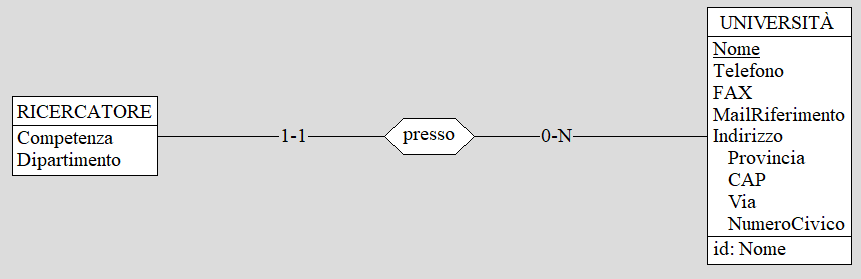 RICERCATORE
Competenza
Dipartimento
1-1
presso
0-N
UNIVERSITÀ
Nome
Telefono
FAX
MailRiferimento
Indirizzo
Provincia
CAP
Via
NumeroCivico
id: Nome